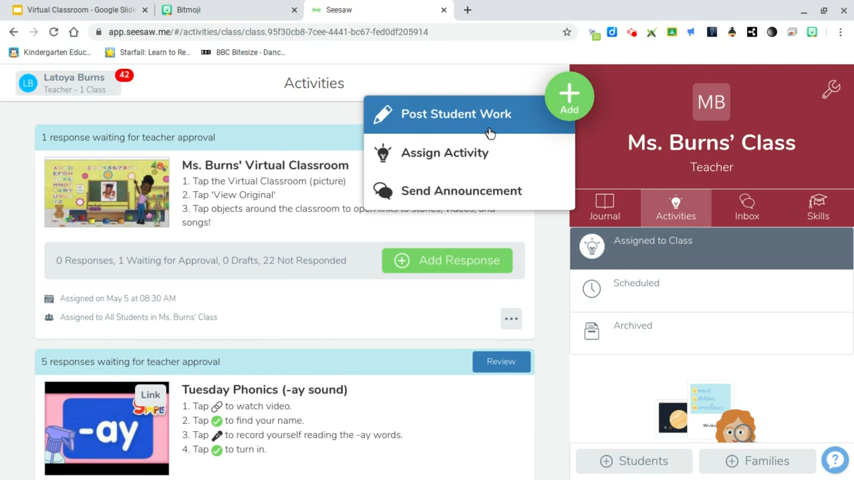 Virtual Classroom - Google Slide
Bitmoji
Seesaw
app.seesaw.me/#/activities/class/class.95f30cb8-7cee-4441-bc67-fed0df205914
Kindergarten Educ...
Starfall: Learn to Re...
BBC Bitesize - Danc...
LB
Latoya Burns
Teacher - 1 Class
42
Activities
Add
Post Student Work
Assign Activity
Send Announcement
1 response waiting for teacher approval
Ms. Burns' Virtual Classroom
1. Tap the Virtual Classroom (picture)
2. Tap 'View Original'
3. Tap objects around the classroom to open links to stories, videos, and
songs!
0 Responses, 1 Waiting for Approval, 0 Drafts, 22 Not Responded
Add Response
Assigned on May 5 at 08:30 AM
Assigned to All Students in Ms. Burns' Class
5 responses waiting for teacher approval
Review
Link
-ay
Tuesday Phonics (-ay sound)
1. Tap to watch video.
2. Tap to find your name.
3. Tap to record yourself reading the -ay words.
4. Tap to turn in.
MB
Ms. Burns' Class
Teacher
Journal
Activities
Inbox
Skills
Assigned to Class
Scheduled
Archived
Students
Families